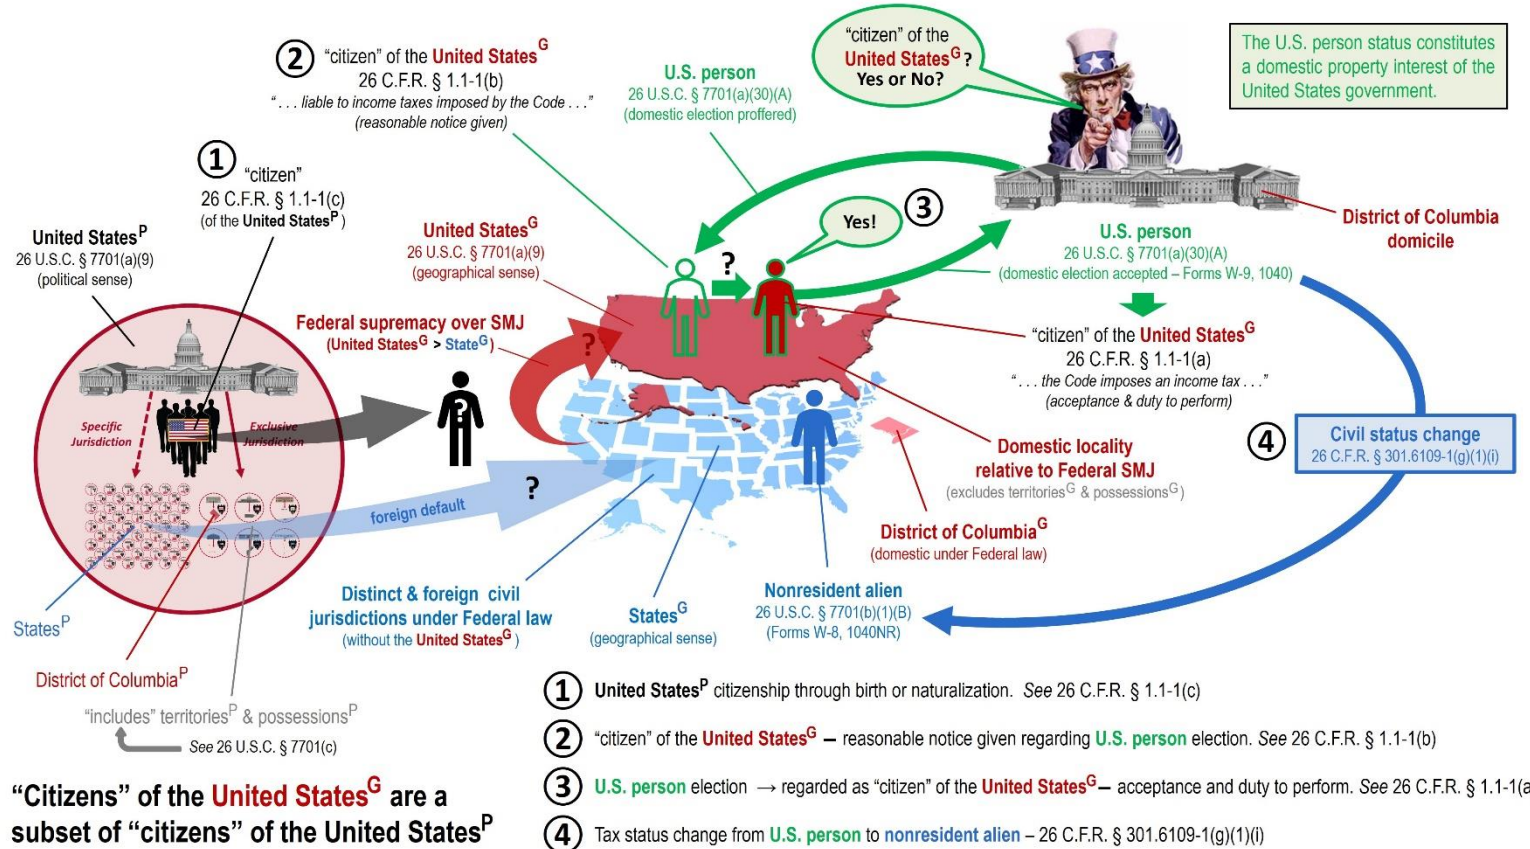 ① “citizen”
26 C.F.R. § 1.1-1(c)
(of the United Statesᴾ)
② “citizen” of the United Statesᴳ
26 C.F.R. § 1.1-1(b)
“ . . . liable to income taxes imposed by the Code . . .”
(reasonable notice given)
U.S. person
26 U.S.C. § 7701(a)(30)(A)
(domestic election proffered)
“citizen” of the
United Statesᴳ?
Yes or No?
The U.S. person status constitutes
a domestic property interest of the
United States government.
United Statesᴾ
26 U.S.C. § 7701(a)(9)
(political sense)
United Statesᴳ
26 U.S.C. § 7701(a)(9)
(geographical sense)
Yes!
③
?
District of Columbia
domicile
U.S. person
26 U.S.C. § 7701(a)(30)(A)
(domestic election accepted – Forms W-9, 1040)
Federal supremacy over SMJ
(United Statesᴳ > Stateᴳ)
?
?
“citizen” of the United Statesᴳ
26 C.F.R. § 1.1-1(a)
“ . . . the Code imposes an income tax . . .”
(acceptance & duty to perform)
Specific
Jurisdiction
Exclusive
Jurisdiction
④
Civil status change
26 C.F.R. § 301.6109-1(g)(1)(i)
Domestic locality
relative to Federal SMJ
(excludes territoriesᴳ & possessionsᴳ)
foreign default
?
District of Columbiaᴳ
(domestic under Federal law)
Distinct & foreign civil
jurisdictions under Federal law
(without the United Statesᴳ)
Statesᴳ
(geographical sense)
Nonresident alien
26 U.S.C. § 7701(b)(1)(B)
(Forms W-8, 1040NR)
Statesᴾ
District of Columbiaᴾ
“includes” territoriesᴾ & possessionsᴾ
See 26 U.S.C. § 7701(c)
“Citizens” of the United Statesᴳ are a
subset of “citizens” of the United Statesᴾ
① United Statesᴾ citizenship through birth or naturalization. See 26 C.F.R. § 1.1-1(c)
② “citizen” of the United Statesᴳ – reasonable notice given regarding U.S. person election. See 26 C.F.R. § 1.1-1(b)
③ U.S. person election → regarded as “citizen” of the United Statesᴳ – acceptance and duty to perform. See 26 C.F.R. § 1.1-1(a
④ Tax status change from U.S. person to nonresident alien – 26 C.F.R. § 301.6109-1(g)(1)(i)